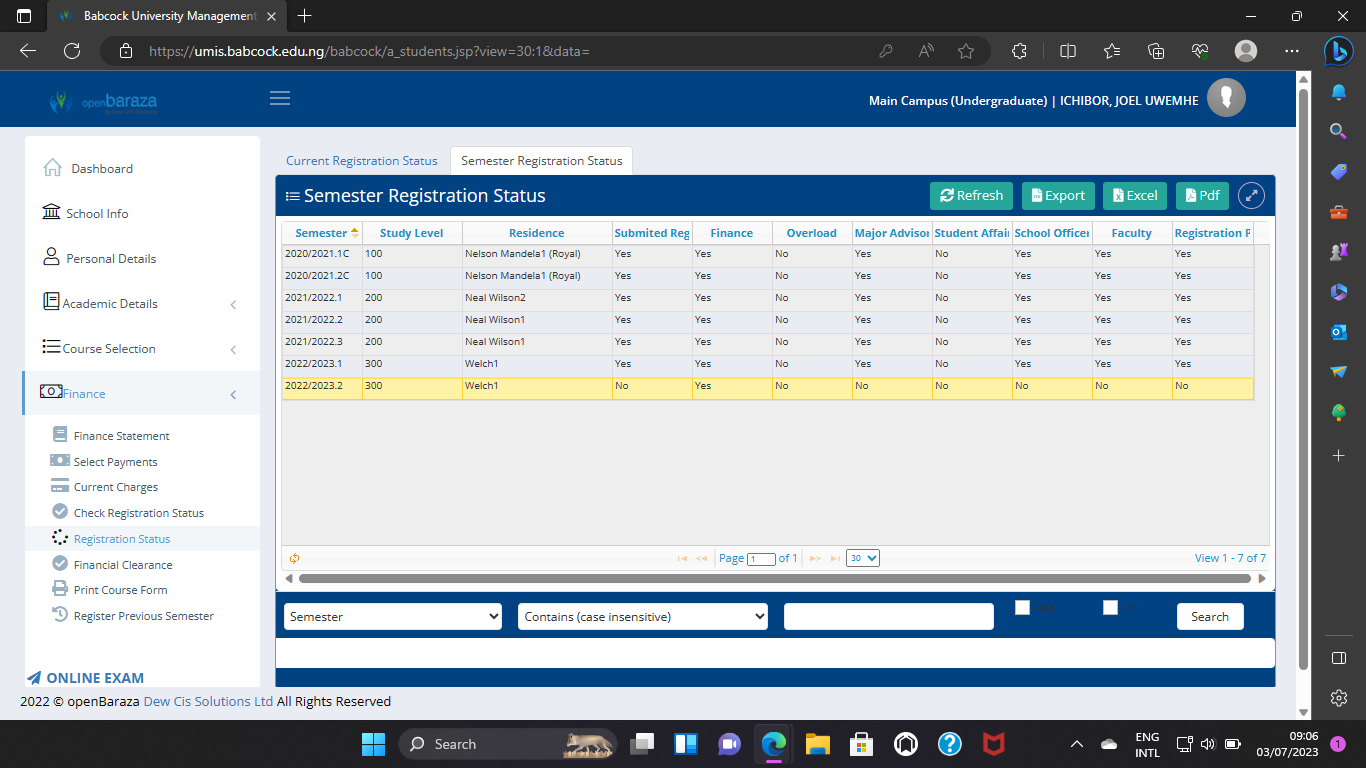 Babcock University Management
https://umis.babcock.edu.ng/babcock/a_students.jsp?view=30:1&data=
openbaraza
Main Campus (Undergraduate) | ICHIBOR, JOEL UWEMHE
Dashboard
School Info
Personal Details
Academic Details
Course Selection
Finance
Finance Statement
Select Payments
Current Charges
Check Registration Status
Registration Status
Financial Clearance
Print Course Form
Register Previous Semester
ONLINE EXAM
Current Registration Status Semester Registration Status
Semester Registration Status Refresh Export Excel Pdf
Semester Study Level Residence Submited Reg Finance Overload Major Advisor Student Affai School Officer Faculty Registration P
2020/2021.1C 100 Nelson Mandela1 (Royal) Yes Yes No Yes No Yes Yes Yes
2020/2021.2C 100 Nelson Mandela1 (Royal) Yes Yes No Yes No Yes Yes Yes
2021/2022.1 200 Neal Wilson2 Yes Yes No Yes No Yes Yes Yes
2021/2022.2 200 Neal Wilson1 Yes Yes No Yes No Yes Yes Yes
2021/2022.3 200 Neal Wilson1 Yes Yes No Yes No Yes Yes Yes
2022/2023.1 300 Welch1 Yes Yes No Yes No Yes Yes Yes
2022/2023.2 300 Welch1 No Yes No No No No No No
Page 1 of 1 30 View 1 - 7 of 7
Semester Contains (case insensitive) Search
2022 © openBaraza Dew Cis Solutions Ltd All Rights Reserved
Search
ENG
INTL
09:06
03/07/2023
1